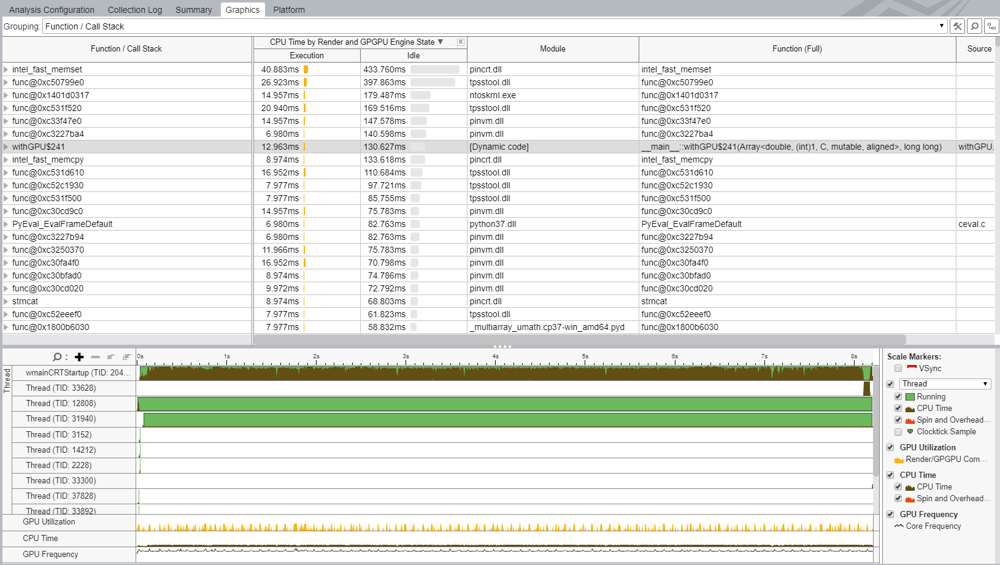 Analysis Configuration Collection Log Summary Graphics Platform
Grouping: Function / Call Stack
Function / Call Stack CPU Time by Render and GPGPU Engine State Module Function (Full) Source
Execution Idle
intel_fast_memset 40.883ms 433.760ms pincrt.dll intel_fast_memset
func@0xc50799e0 26.923ms 397.863ms tpsstool.dll func@0xc50799e0
func@0x1401d0317 14.957ms 179.487ms ntoskrnl.exe func@0x1401d0317
func@0xc531f520 20.940ms 169.516ms tpsstool.dll func@0xc531f520
func@0xc33f47e0 14.957ms 147.578ms pinvm.dll func@0xc33f47e0
func@0xc3227ba4 6.980ms 140.598ms pinvm.dll func@0xc3227ba4
withGPU$241 12.963ms 130.627ms [Dynamic code] __main__::withGPU$241(Array<double, (int)1, C, mutable, aligned>, long long) withGPU.
intel_fast_memcpy 8.974ms 133.618ms pincrt.dll intel_fast_memcpy
func@0xc531d610 16.952ms 110.684ms tpsstool.dll func@0xc531d610
func@0xc52c1930 7.977ms 97.721ms tpsstool.dll func@0xc52c1930
func@0xc531f500 7.977ms 85.755ms tpsstool.dll func@0xc531f500
func@0xc30cd9c0 14.957ms 75.783ms pinvm.dll func@0xc30cd9c0
PyEval_EvalFrameDefault 6.980ms 82.763ms python37.dll PyEval_EvalFrameDefault ceval.c
func@0xc3227b94 6.980ms 82.763ms pinvm.dll func@0xc3227b94
func@0xc3250370 11.966ms 75.783ms pinvm.dll func@0xc3250370
func@0xc30fa4f0 16.952ms 70.798ms pinvm.dll func@0xc30fa4f0
func@0xc30bfad0 8.974ms 74.786ms pinvm.dll func@0xc30bfad0
func@0xc30cd020 9.972ms 72.792ms pinvm.dll func@0xc30cd020
strncat 8.974ms 68.803ms pincrt.dll strncat
func@0xc52eeef0 7.977ms 61.823ms tpsstool.dll func@0xc52eeef0
func@0x1800b6030 7.977ms 58.832ms _multiarray_umath.cp37-win_amd64.pyd func@0x1800b6030
0s 1s 2s 3s 4s 5s 6s 7s 8s
Thread
wmainCRTStartup (TID: 204...
Thread (TID: 33628)
Thread (TID: 12808)
Thread (TID: 31940)
Thread (TID: 3152)
Thread (TID: 14212)
Thread (TID: 2228)
Thread (TID: 33300)
Thread (TID: 37828)
Thread (TID: 33892)
GPU Utilization
CPU Time
GPU Frequency
Scale Markers:
VSync
Thread
Running
CPU Time
Spin and Overhead...
Clocktick Sample
GPU Utilization
Render/GPGPU Com...
CPU Time
CPU Time
Spin and Overhead...
GPU Frequency
Core Frequency